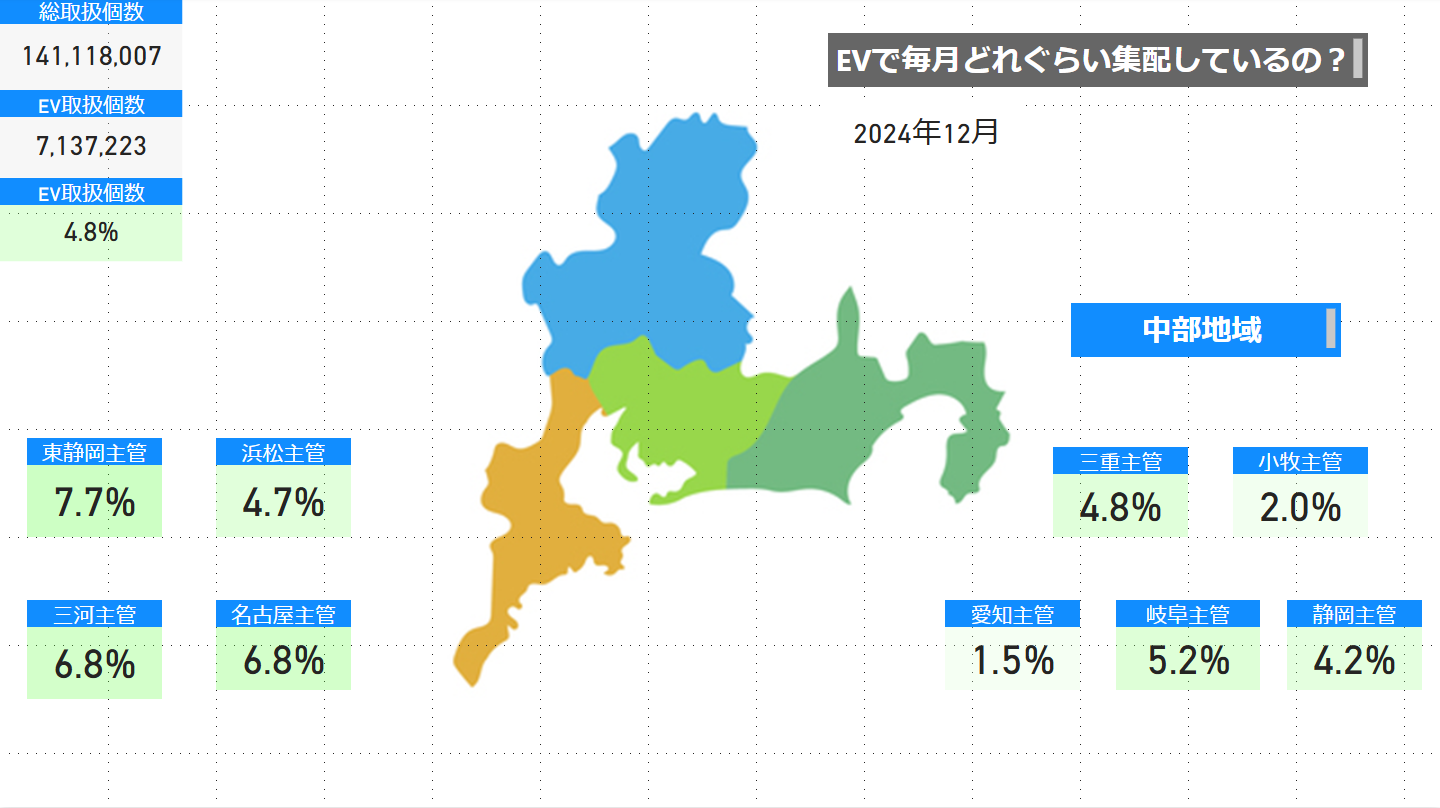 総取扱個数
141,118,007
EV取扱個数
7,137,223
EV取扱個数
4.8%
EVで毎月どれぐらい集配しているの？
2024年12月
中部地域
東静岡主管
7.7%
浜松主管
4.7%
三重主管
4.8%
小牧主管
2.0%
三河主管
6.8%
名古屋主管
6.8%
愛知主管
1.5%
岐阜主管
5.2%
静岡主管
4.2%